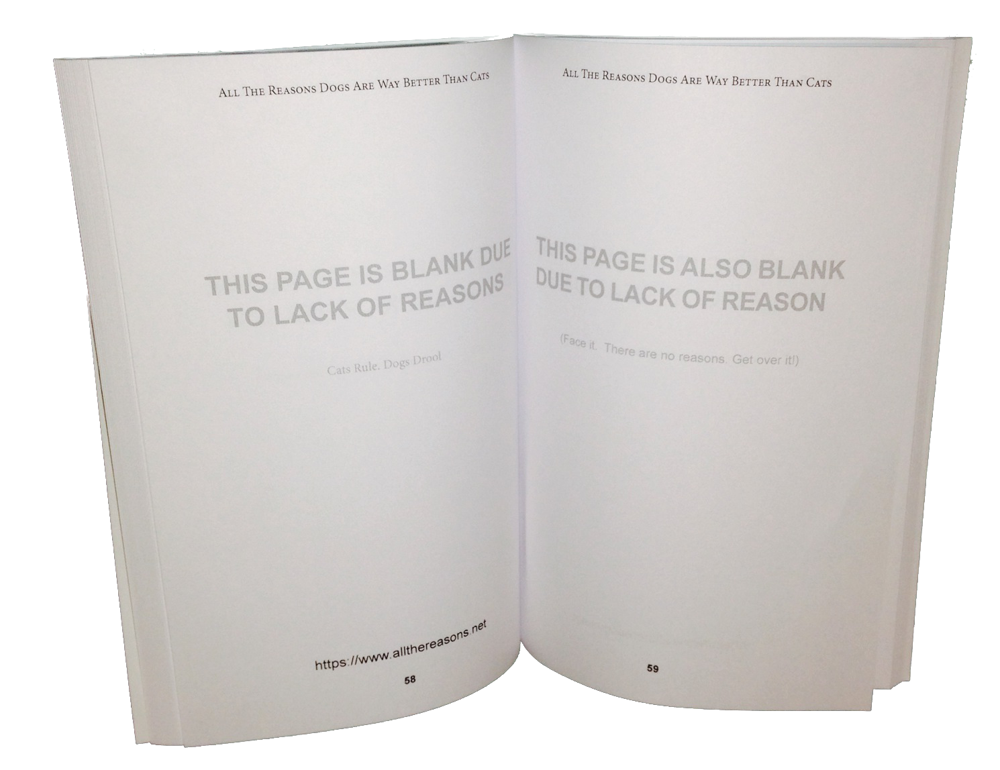 All The Reasons Dogs Are Way Better Than Cats
THIS PAGE IS BLANK DUE
TO LACK OF REASONS
Cats Rule. Dogs Drool
https://www.allthereasons.net
58
All The Reasons Dogs Are Way Better Than Cats
THIS PAGE IS ALSO BLANK
DUE TO LACK OF REASON
(Face it. There are no reasons. Get over it!)
59